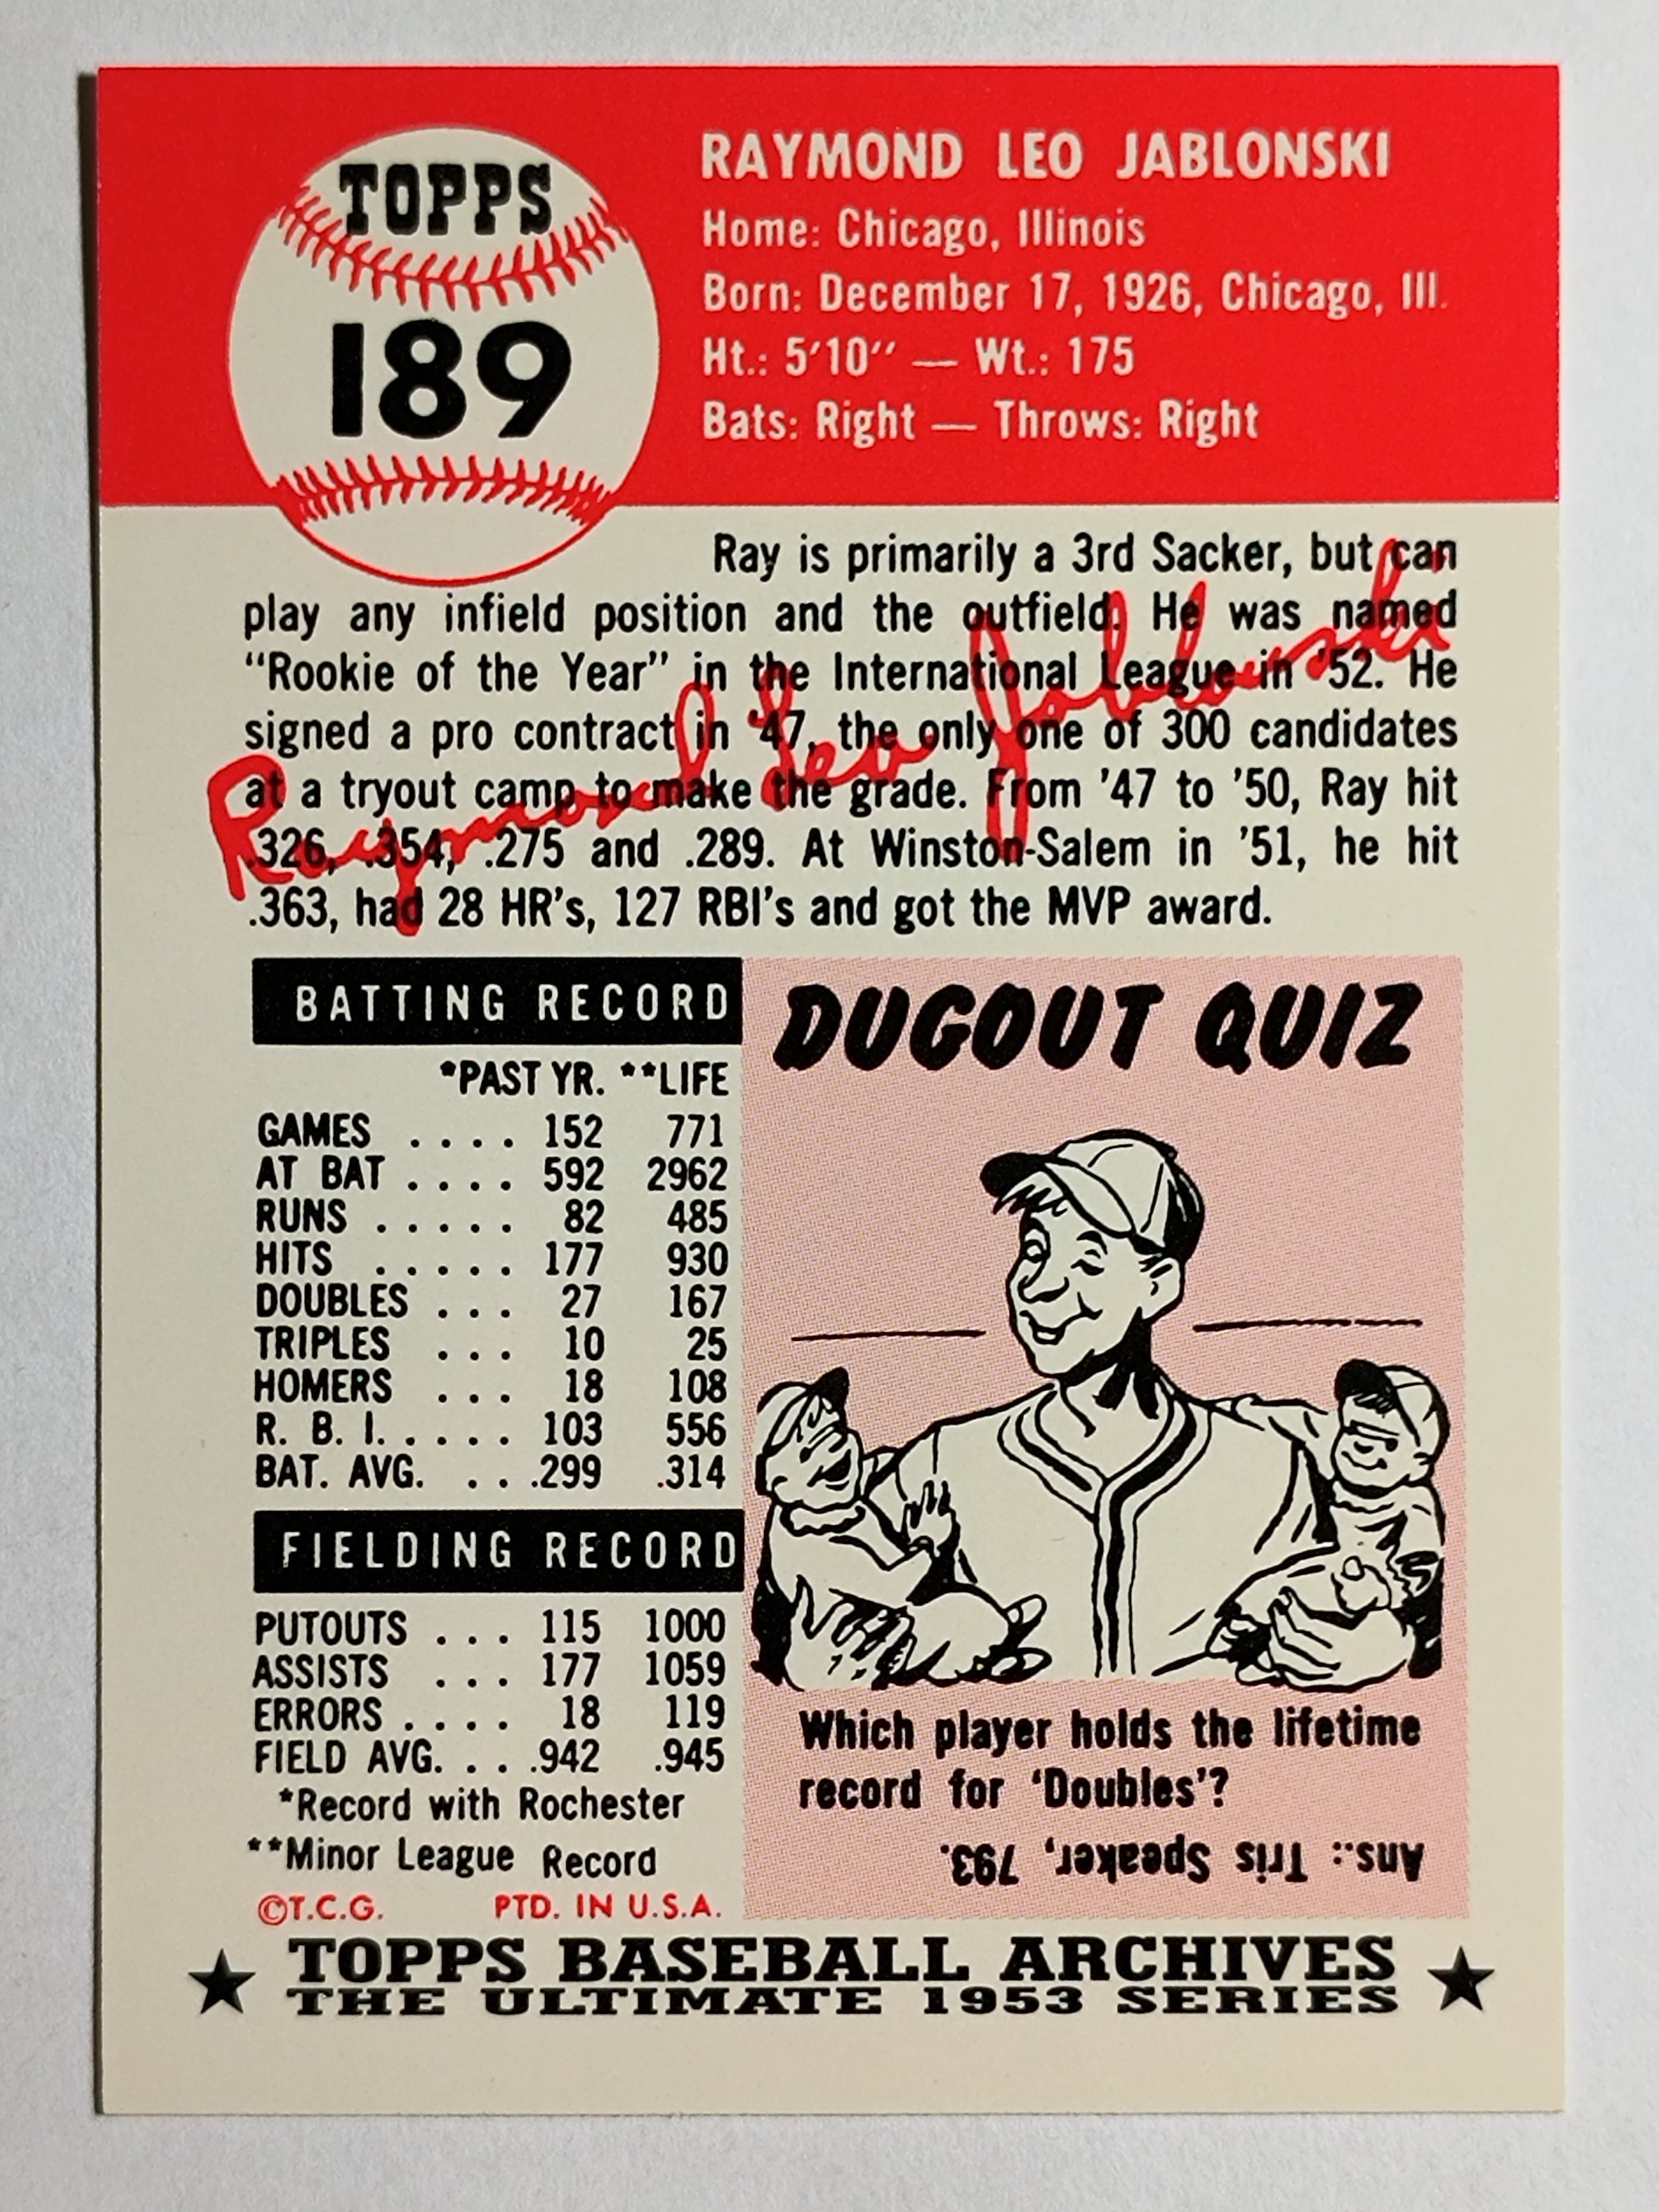 TOPPS
189
RAYMOND LEO JABLONSKI
Home: Chicago, Illinois
Born: December 17, 1926, Chicago, Ill.
Ht.: 5'10" — Wt.: 175
Bats: Right — Throws: Right
Ray is primarily a 3rd Sacker, but can
play any infield position and the outfield. He was named
"Rookie of the Year" in the International League in '52. He
signed a pro contract in '47, the only one of 300 candidates
at a tryout camp to make the grade. From '47 to '50, Ray hit
.326, .354, .275 and .289. At Winston-Salem in '51, he hit
.363, had 28 HR's, 127 RBI's and got the MVP award.
Raymond Leo Jablonski
BATTING RECORD
*PAST YR. **LIFE
GAMES . . . . 152 771
AT BAT . . . . 592 2962
RUNS . . . . . 82 485
HITS . . . . . 177 930
DOUBLES . . . 27 167
TRIPLES . . . 10 25
HOMERS . . . 18 108
R. B. I. . . . . 103 556
BAT. AVG. . . .299 .314
FIELDING RECORD
PUTOUTS . . . 115 1000
ASSISTS . . . 177 1059
ERRORS . . . . 18 119
FIELD AVG. . . .942 .945
*Record with Rochester
**Minor League Record
©T.C.G. PTD. IN U.S.A.
DUGOUT QUIZ
Which player holds the lifetime
record for 'Doubles'?
Ans.: Tris Speaker, 793.
TOPPS BASEBALL ARCHIVES
THE ULTIMATE 1953 SERIES